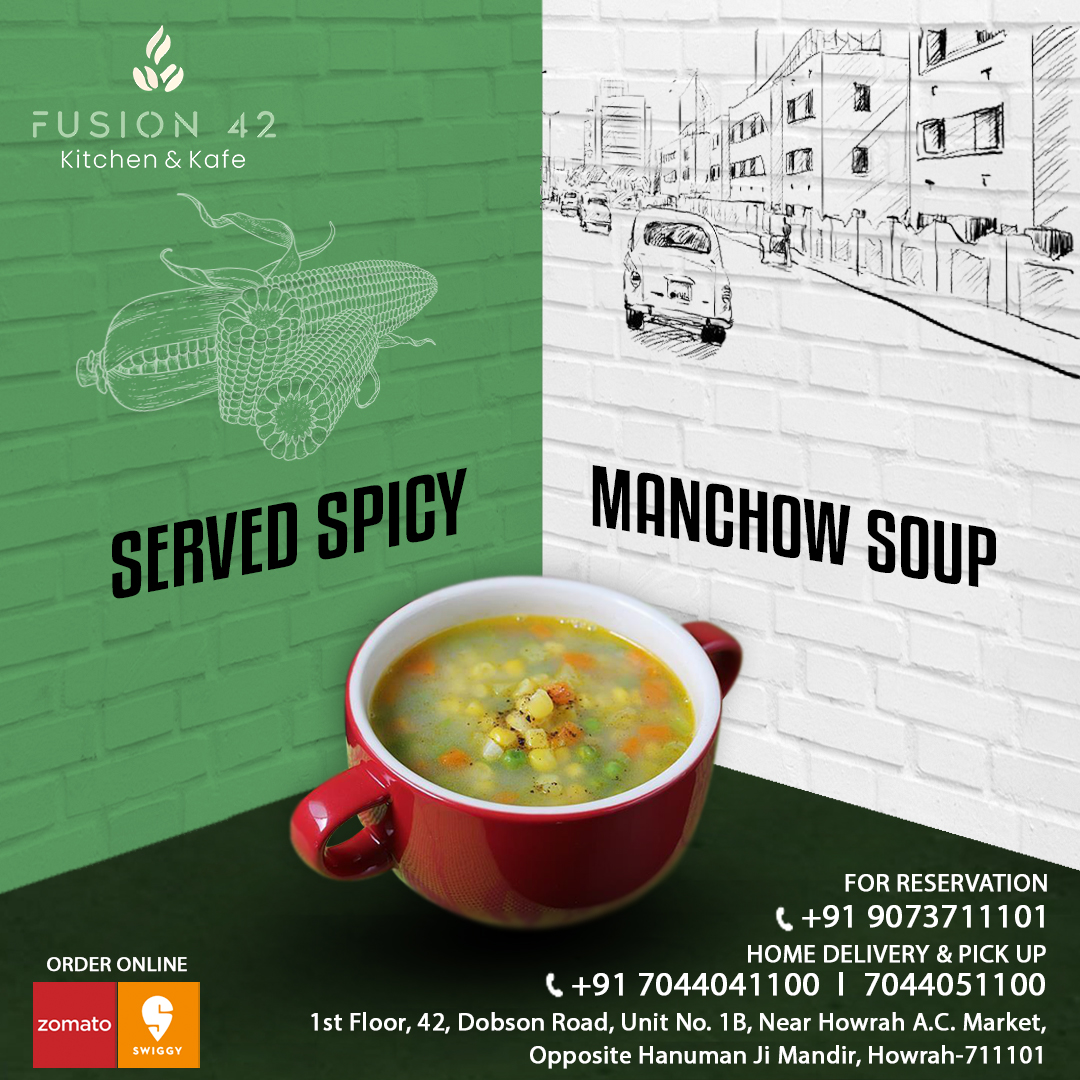 FUSION 42
Kitchen & Kafe
SERVED SPICY
MANCHOW SOUP
FOR RESERVATION
+91 9073711101
HOME DELIVERY & PICK UP
+91 7044041100 | 7044051100
ORDER ONLINE
zomato
SWIGGY
1st Floor, 42, Dobson Road, Unit No. 1B, Near Howrah A.C. Market,
Opposite Hanuman Ji Mandir, Howrah-711101